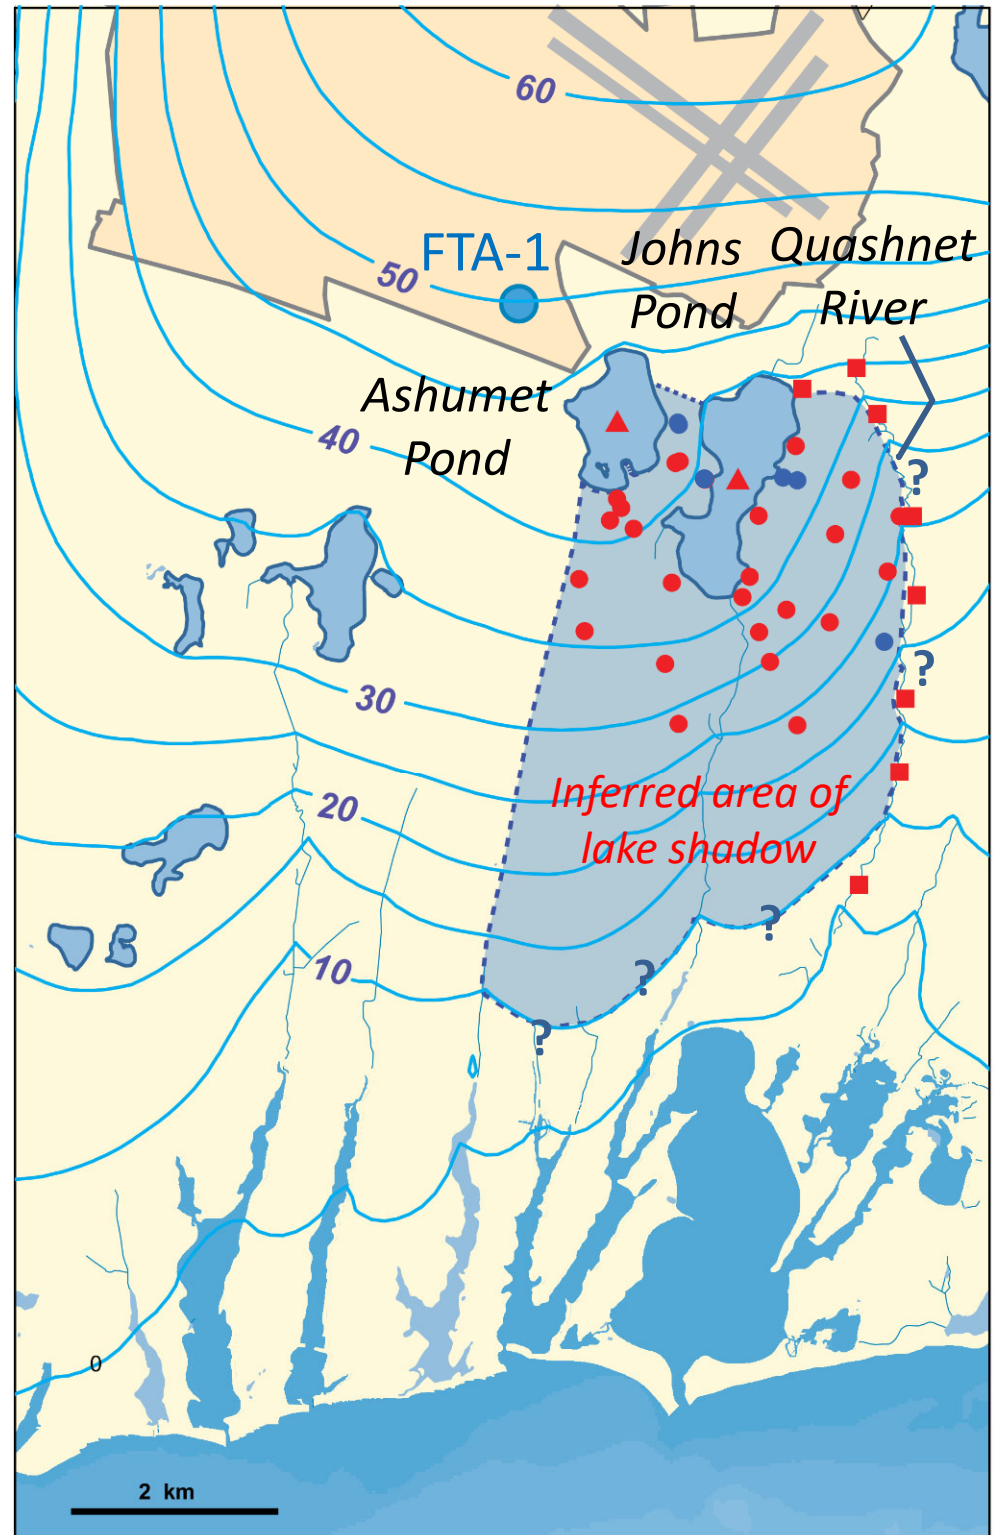 60
50
FTA-1
Johns
Pond
Quashnet
River
Ashumet
Pond
40
?
?
30
Inferred area of
lake shadow
20
?
?
10
?
0
2 km